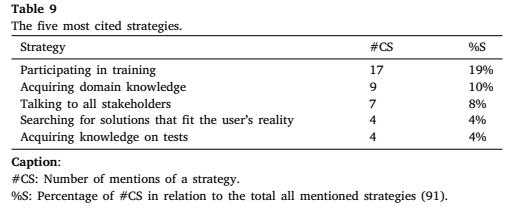 Table 9
The five most cited strategies.
Strategy #CS %S
Participating in training 17 19%
Acquiring domain knowledge 9 10%
Talking to all stakeholders 7 8%
Searching for solutions that fit the user's reality 4 4%
Acquiring knowledge on tests 4 4%
Caption:
#CS: Number of mentions of a strategy.
%S: Percentage of #CS in relation to the total all mentioned strategies (91).